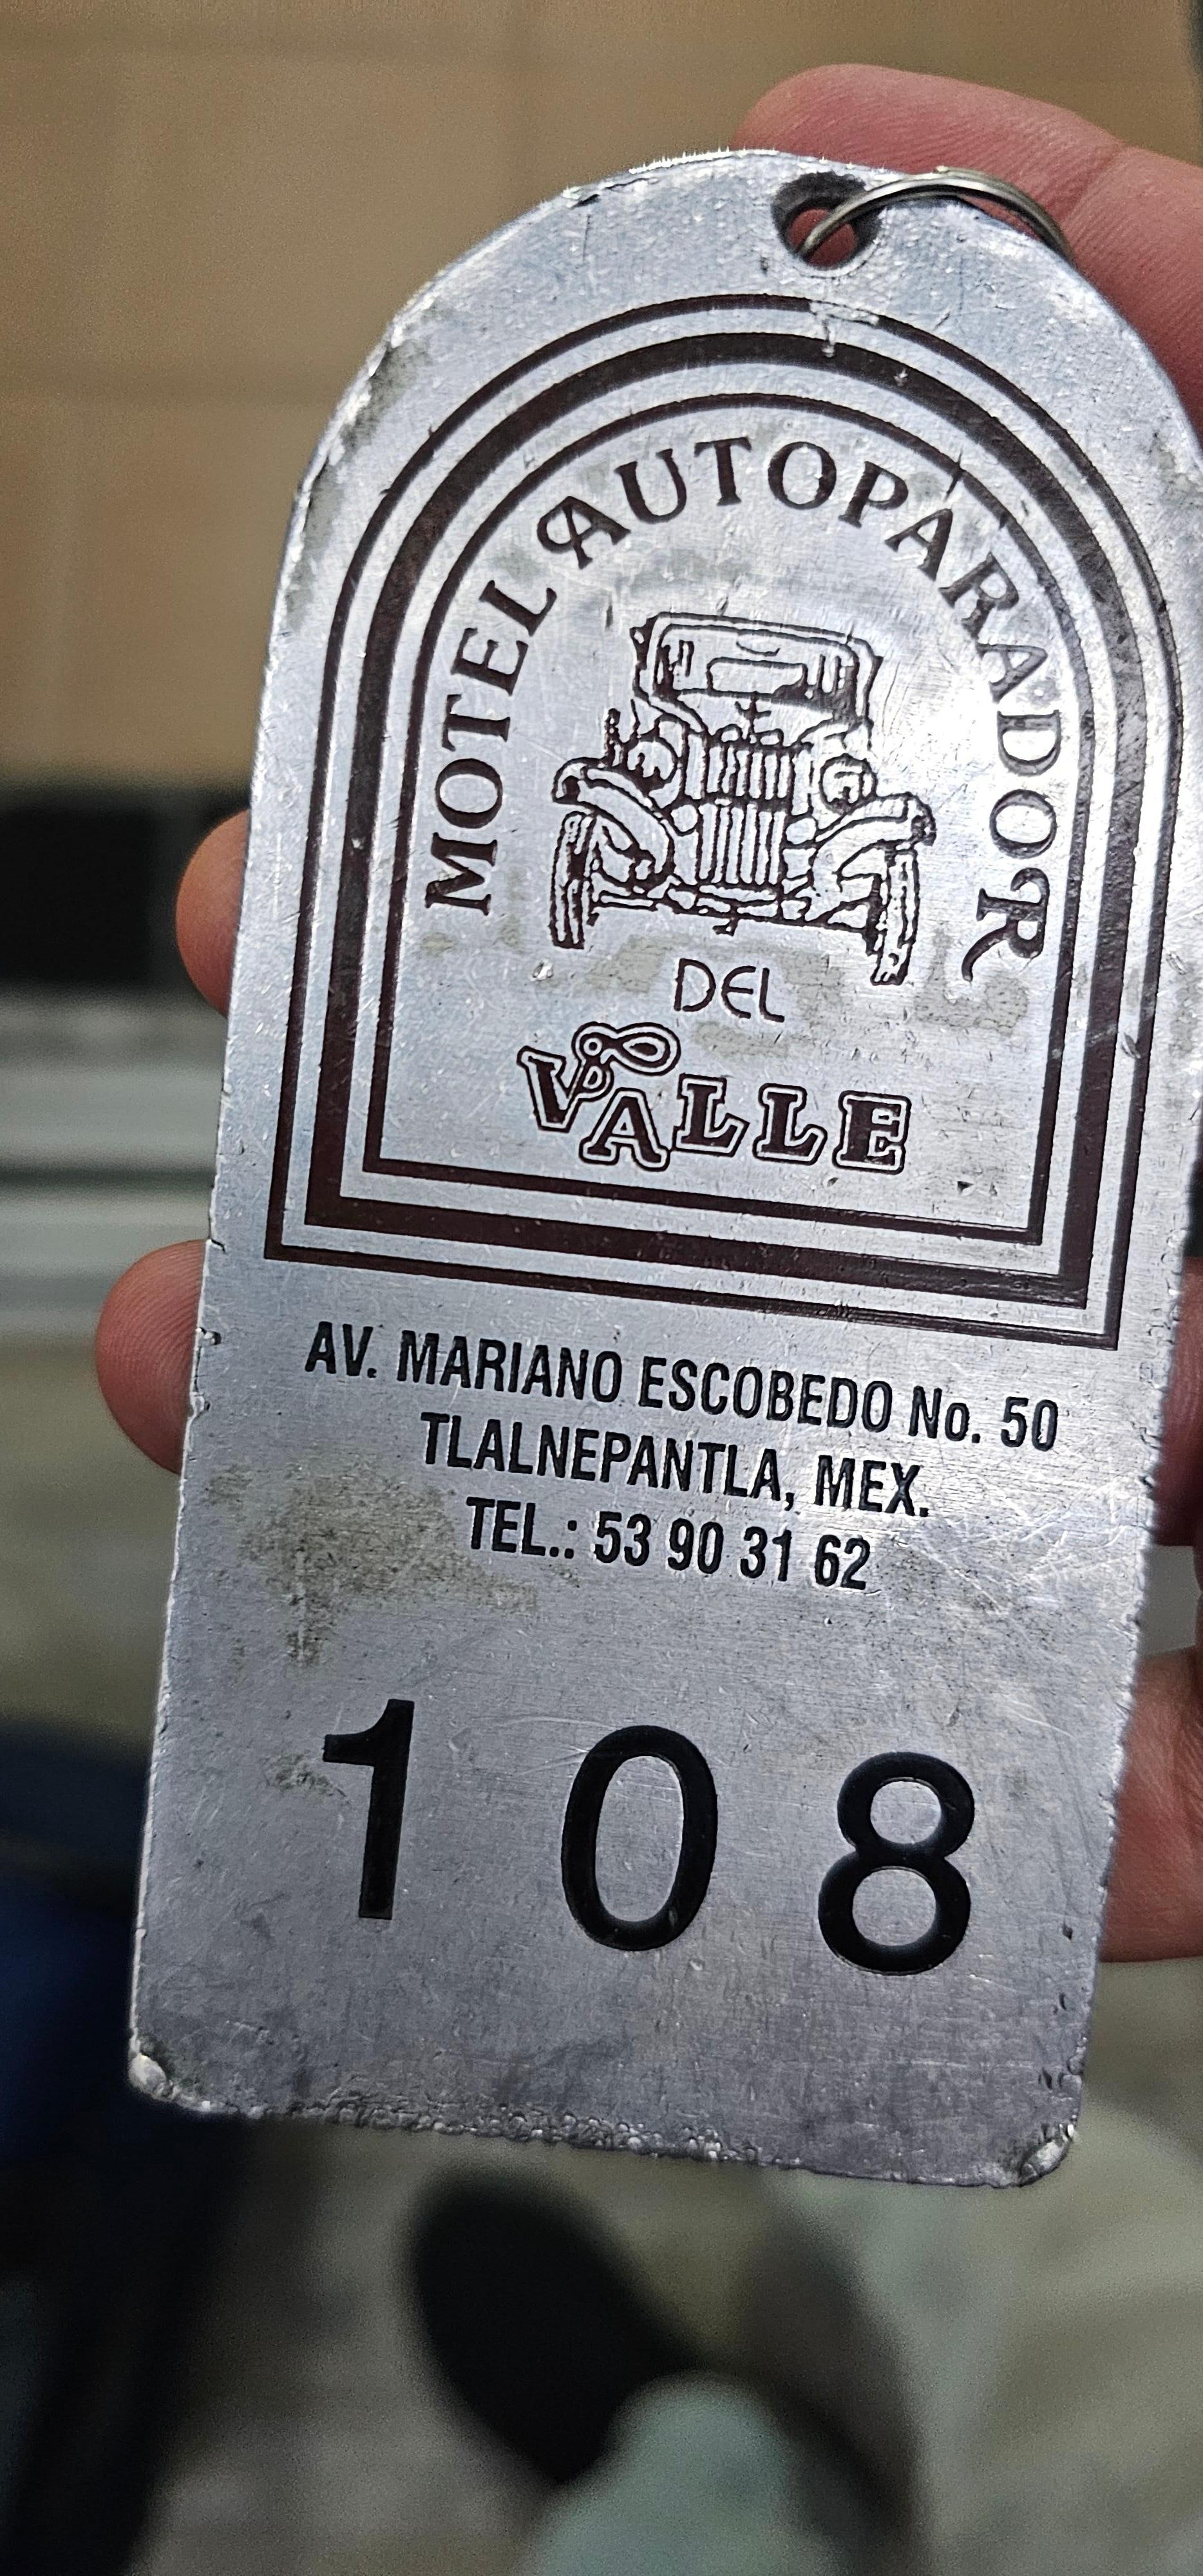 MOTEL AUTOPARADOR
DEL
VALLE
AV. MARIANO ESCOBEDO No. 50
TLALNEPANTLA, MEX.
TEL.: 53 90 31 62
108